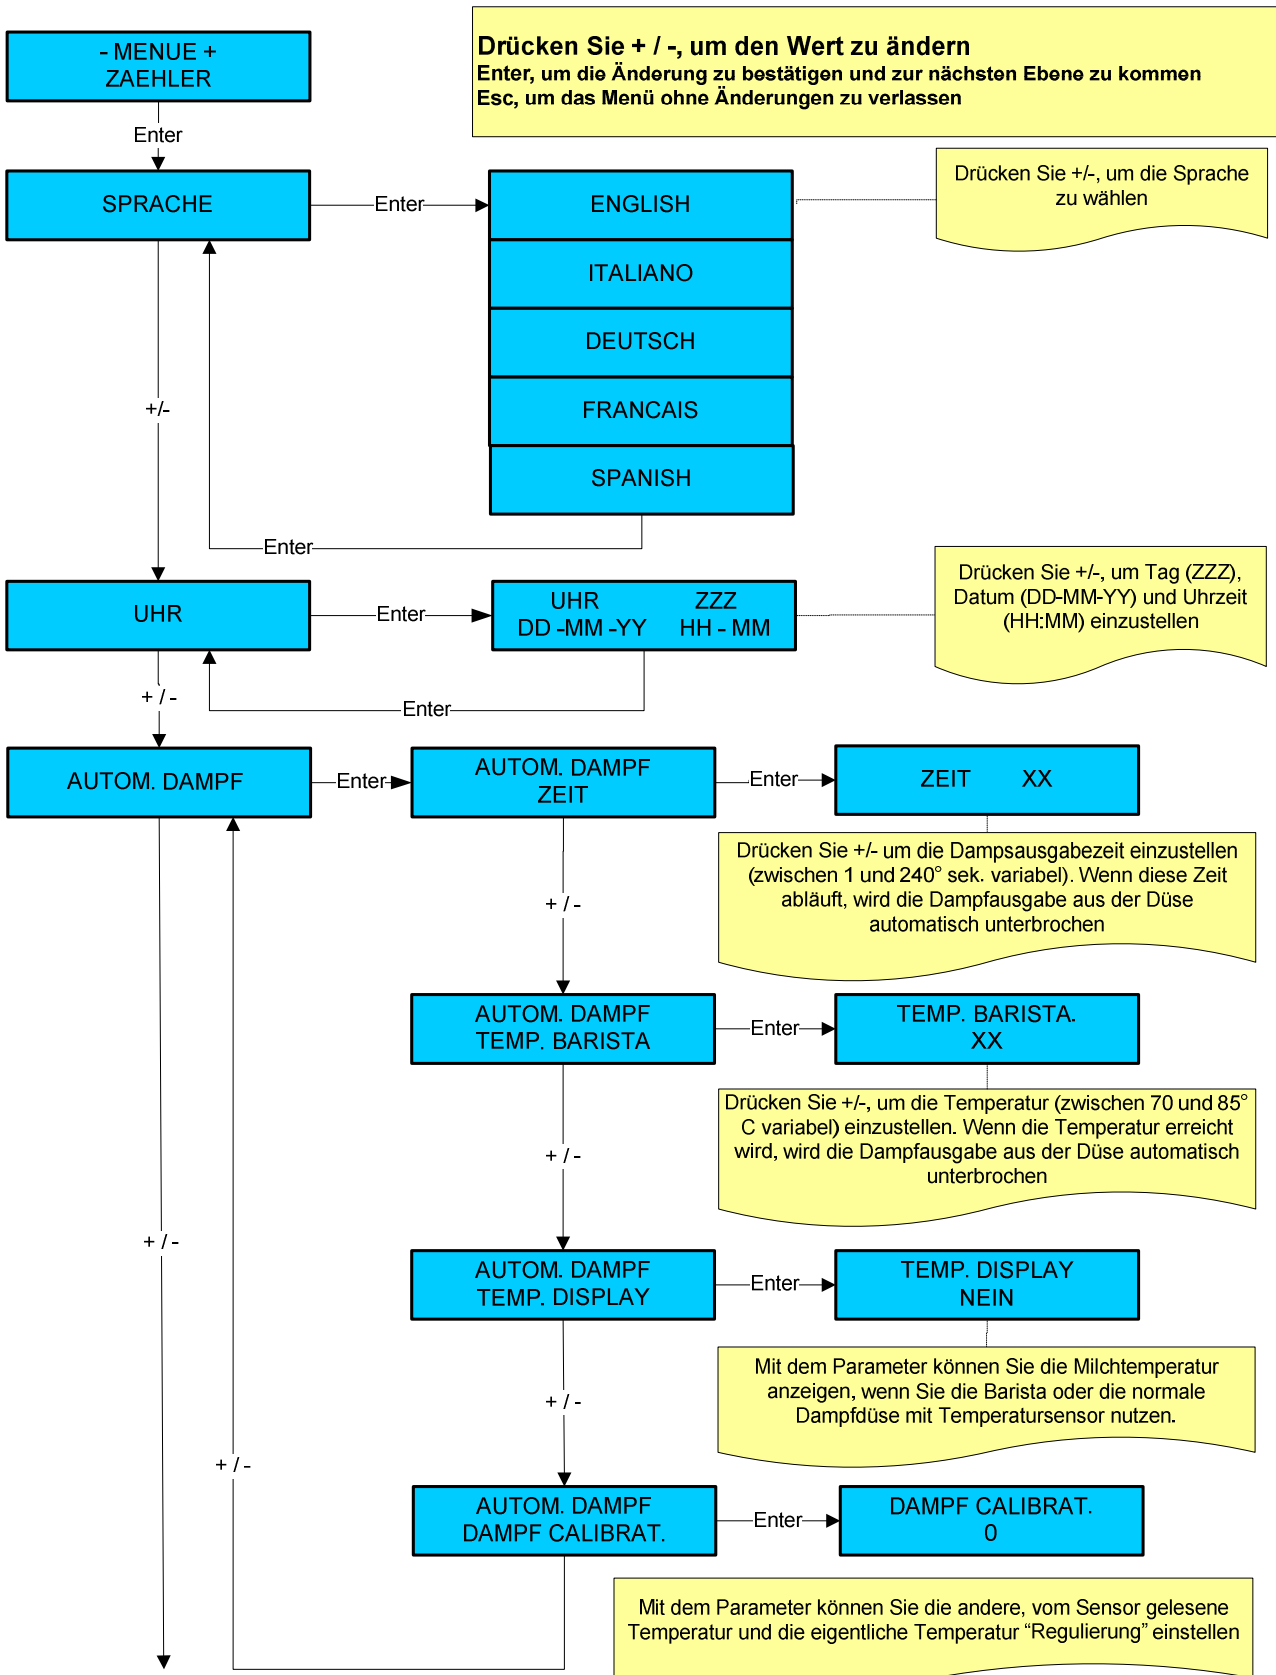 - MENUE +
ZAEHLER
Drücken Sie + / -, um den Wert zu ändern
Enter, um die Änderung zu bestätigen und zur nächsten Ebene zu kommen
Esc, um das Menü ohne Änderungen zu verlassen
Enter
SPRACHE
Enter
ENGLISH
Drücken Sie +/-, um die Sprache
zu wählen
ITALIANO
DEUTSCH
FRANCAIS
SPANISH
+/-
Enter
UHR
Enter
UHR ZZZ
DD -MM -YY HH - MM
Drücken Sie +/-, um Tag (ZZZ),
Datum (DD-MM-YY) und Uhrzeit
(HH:MM) einzustellen
+ / -
Enter
AUTOM. DAMPF
Enter
AUTOM. DAMPF
ZEIT
Enter
ZEIT XX
Drücken Sie +/- um die Dampsausgabezeit einzustellen
(zwischen 1 und 240° sek. variabel). Wenn diese Zeit
abläuft, wird die Dampfausgabe aus der Düse
automatisch unterbrochen
+ / -
AUTOM. DAMPF
TEMP. BARISTA
Enter
TEMP. BARISTA.
XX
Drücken Sie +/-, um die Temperatur (zwischen 70 und 85°
C variabel) einzustellen. Wenn die Temperatur erreicht
wird, wird die Dampfausgabe aus der Düse automatisch
unterbrochen
+ / -
+ / -
AUTOM. DAMPF
TEMP. DISPLAY
Enter
TEMP. DISPLAY
NEIN
Mit dem Parameter können Sie die Milchtemperatur
anzeigen, wenn Sie die Barista oder die normale
Dampfdüse mit Temperatursensor nutzen.
+ / -
+ / -
AUTOM. DAMPF
DAMPF CALIBRAT.
Enter
DAMPF CALIBRAT.
0
Mit dem Parameter können Sie die andere, vom Sensor gelesene
Temperatur und die eigentliche Temperatur “Regulierung” einstellen